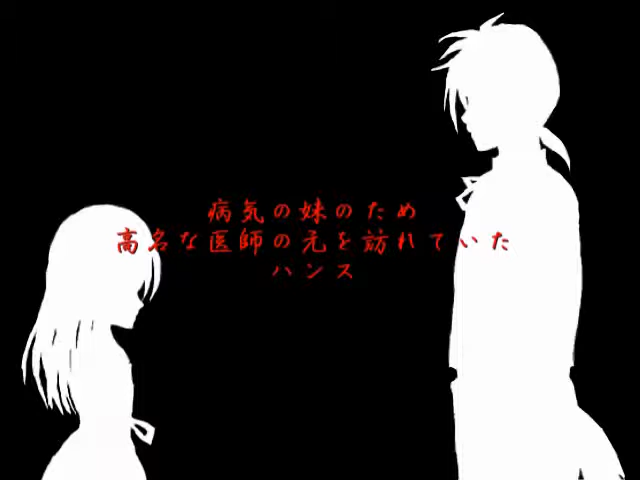 病気の妹のため
高名な医師の元を訪れていた
ハンス